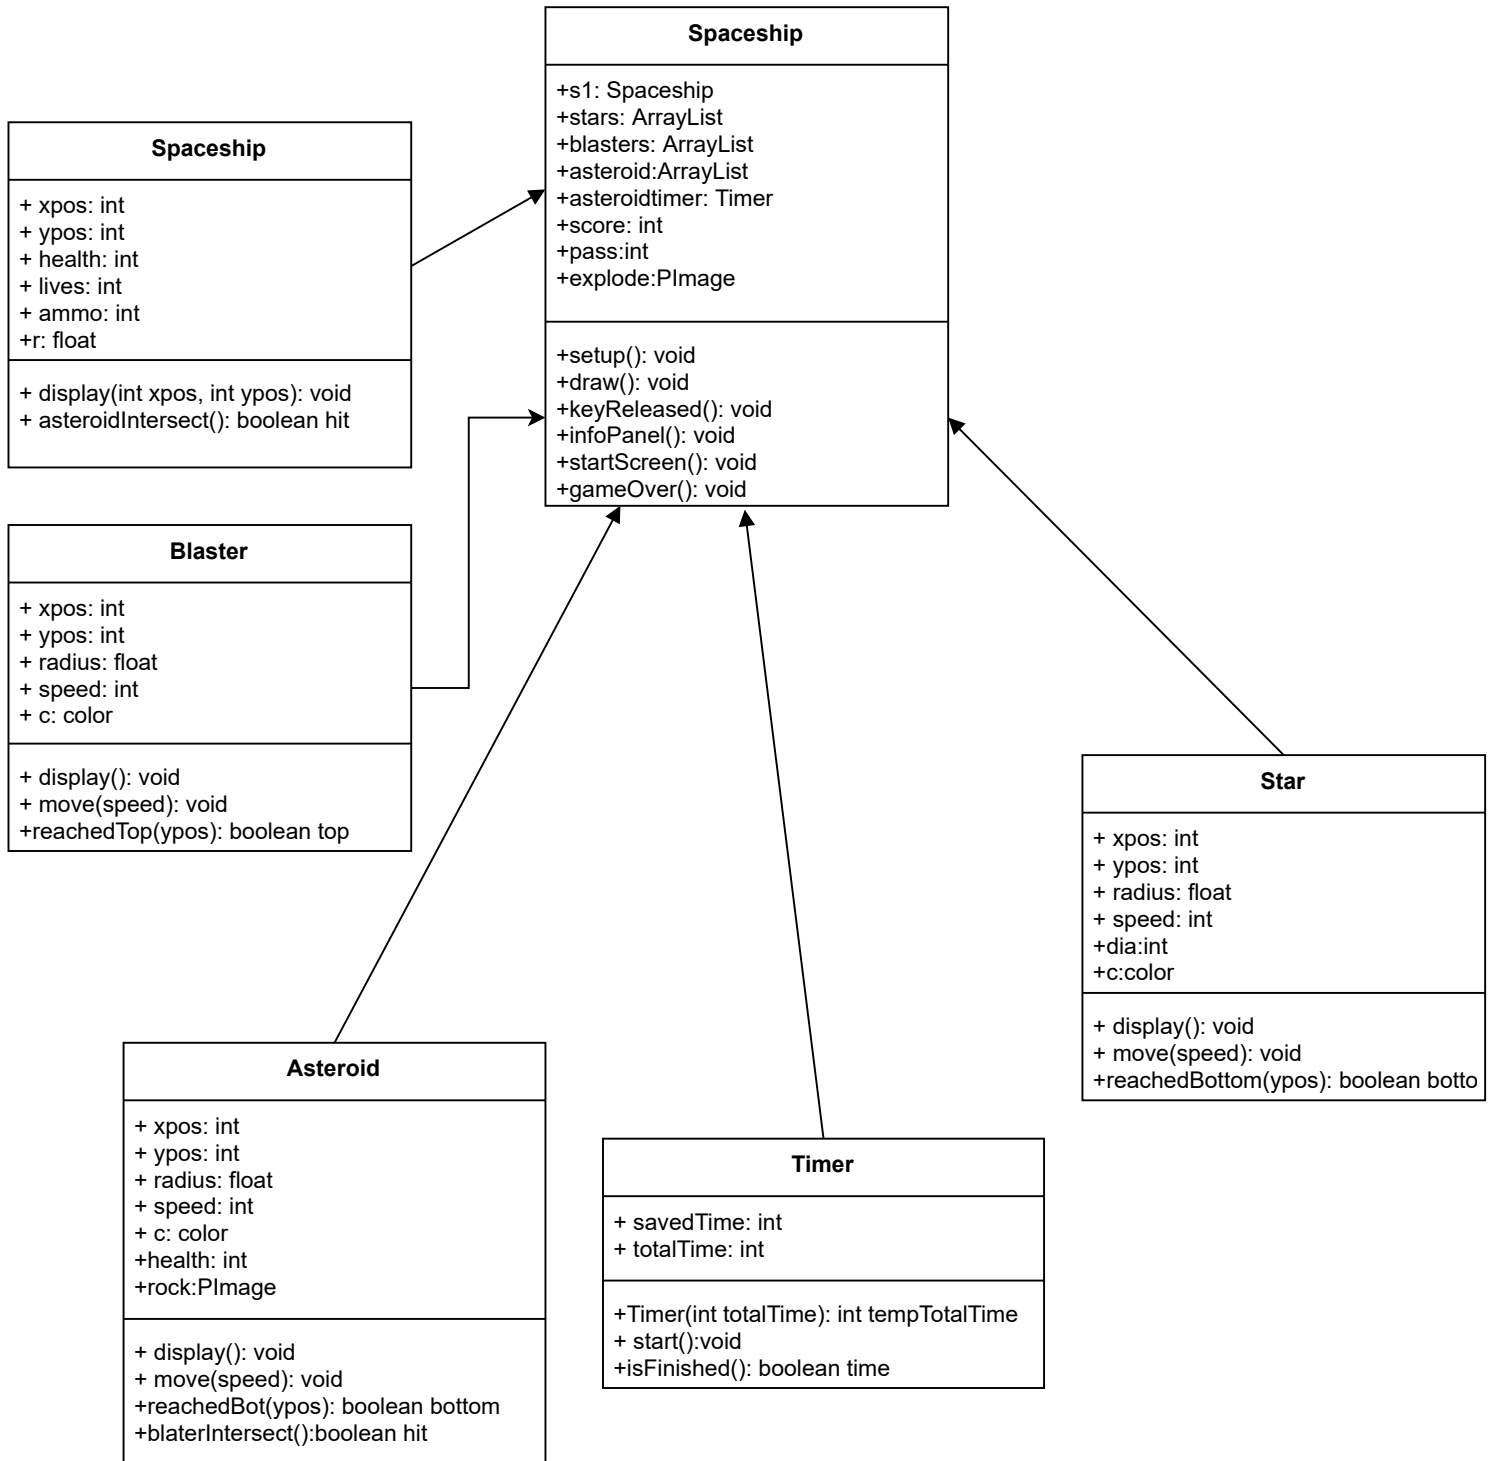 Spaceship
+s1: Spaceship
+stars: ArrayList
+blasters: ArrayList
+asteroid:ArrayList
+asteroidtimer: Timer
+score: int
+pass:int
+explode:PImage
+setup(): void
+draw(): void
+keyReleased(): void
+infoPanel(): void
+startScreen(): void
+gameOver(): void
Spaceship
+ xpos: int
+ ypos: int
+ health: int
+ lives: int
+ ammo: int
+r: float
+ display(int xpos, int ypos): void
+ asteroidIntersect(): boolean hit
Blaster
+ xpos: int
+ ypos: int
+ radius: float
+ speed: int
+ c: color
+ display(): void
+ move(speed): void
+reachedTop(ypos): boolean top
Star
+ xpos: int
+ ypos: int
+ radius: float
+ speed: int
+dia:int
+c:color
+ display(): void
+ move(speed): void
+reachedBottom(ypos): boolean botto
Asteroid
+ xpos: int
+ ypos: int
+ radius: float
+ speed: int
+ c: color
+health: int
+rock:PImage
+ display(): void
+ move(speed): void
+reachedBot(ypos): boolean bottom
+blaterIntersect():boolean hit
Timer
+ savedTime: int
+ totalTime: int
+Timer(int totalTime): int tempTotalTime
+ start():void
+isFinished(): boolean time